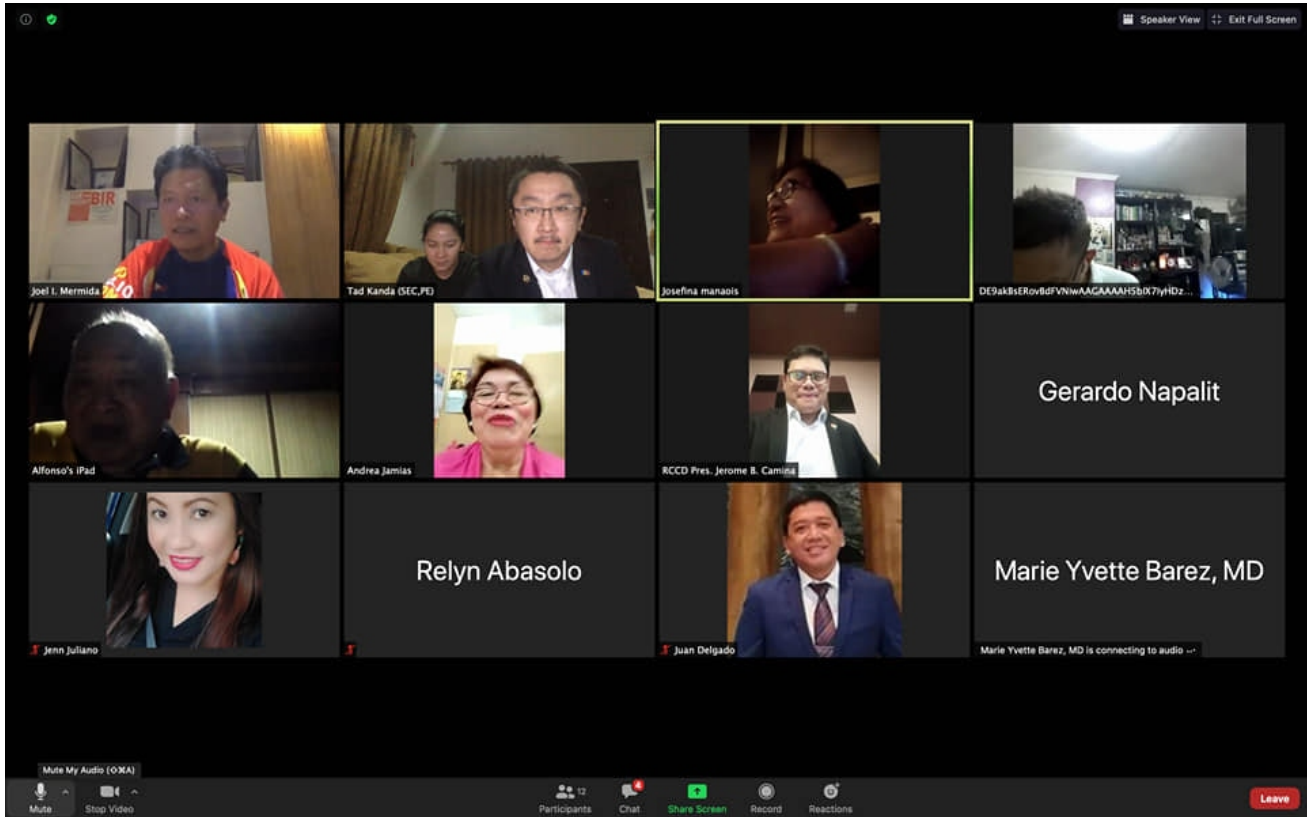 Speaker View
Exit Full Screen
EBIR
Joel I. Mermida
Tad Kanda (SEC,PE)
Josefina manaois
Alfonso's iPad
Andrea Jamias
RCCD Pres. Jerome B. Camina
Gerardo Napalit
Jenn Juliano
Relyn Abasolo
Juan Delgado
Marie Yvette Barez, MD
Marie Yvette Barez, MD is connecting to audio ...
Mute My Audio (⇧⌘A)
Mute
Stop Video
Participants
12
Chat
4
Share Screen
Record
Reactions
Leave